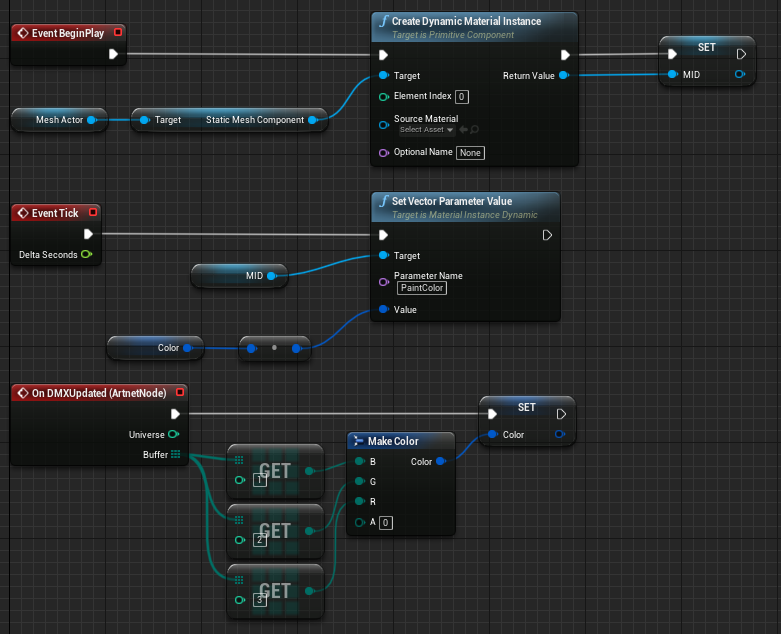 Event BeginPlay
Create Dynamic Material Instance
Target is Primitive Component
SET
Target
Return Value
MID
Element Index 0
Mesh Actor
Target
Static Mesh Component
Source Material
Select Asset
Optional Name None
Event Tick
Set Vector Parameter Value
Target is Material Instance Dynamic
Delta Seconds
Target
MID
Parameter Name
PaintColor
Value
Color
On DMXUpdated (ArtnetNode)
SET
Universe
Color
Make Color
Buffer
B
Color
GET
1
G
R
A 0
GET
2
GET
3